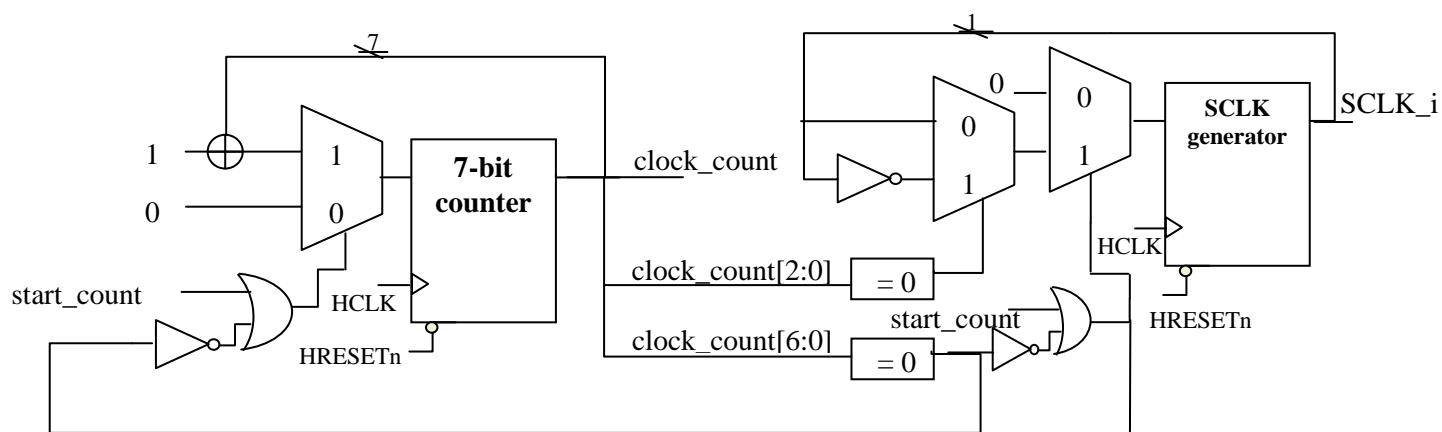 7
1
0
0
1
SCLK
generator
SCLK_i
1
0
1
0
7-bit
counter
clock_count
0
1
HCLK
HRESETn
start_count
HCLK
HRESETn
clock_count[2:0]
= 0
start_count
clock_count[6:0]
= 0